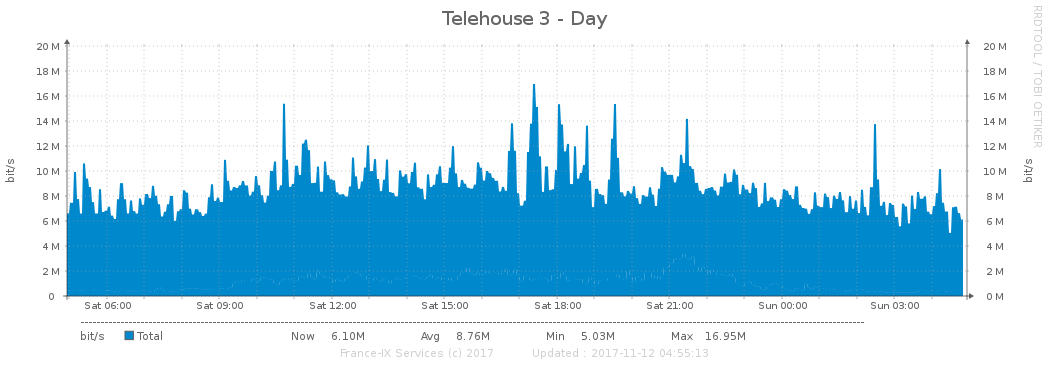 Telehouse 3 - Day
RRDTOOL / TOBI OETIKER
bit/s
20 M
18 M
16 M
14 M
12 M
10 M
8 M
6 M
4 M
2 M
0
20 M
18 M
16 M
14 M
12 M
10 M
8 M
6 M
4 M
2 M
0 M
bit/s
Sat 06:00 Sat 09:00 Sat 12:00 Sat 15:00 Sat 18:00 Sat 21:00 Sun 00:00 Sun 03:00
bit/s Total Now 6.10M Avg 8.76M Min 5.03M Max 16.95M
France-IX Services (c) 2017 Updated : 2017-11-12 04:55:13